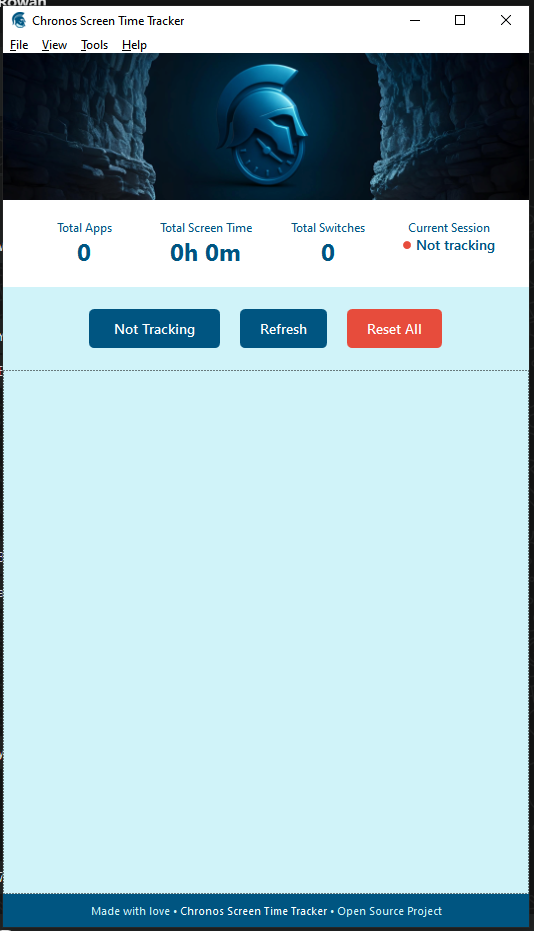 Rowan
Chronos Screen Time Tracker
File View Tools Help
Total Apps Total Screen Time Total Switches Current Session
0 0h 0m 0 Not tracking
Not Tracking Refresh Reset All
Made with love • Chronos Screen Time Tracker • Open Source Project